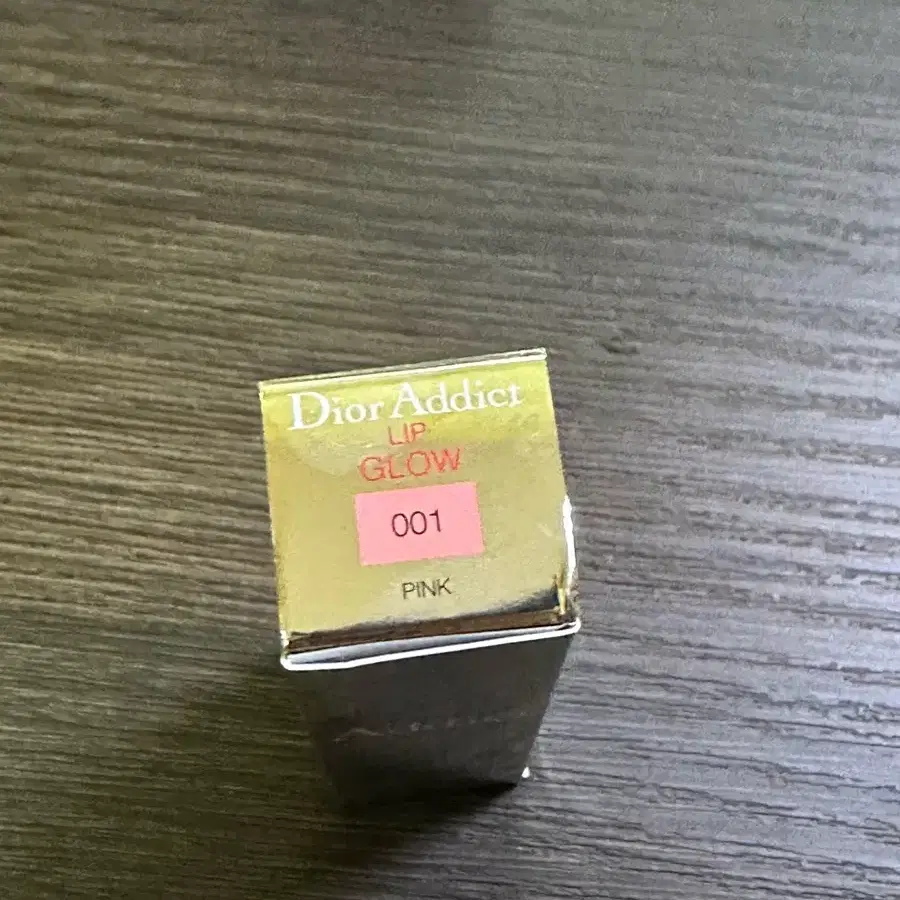 Dior Addict
LIP
GLOW
001
PINK